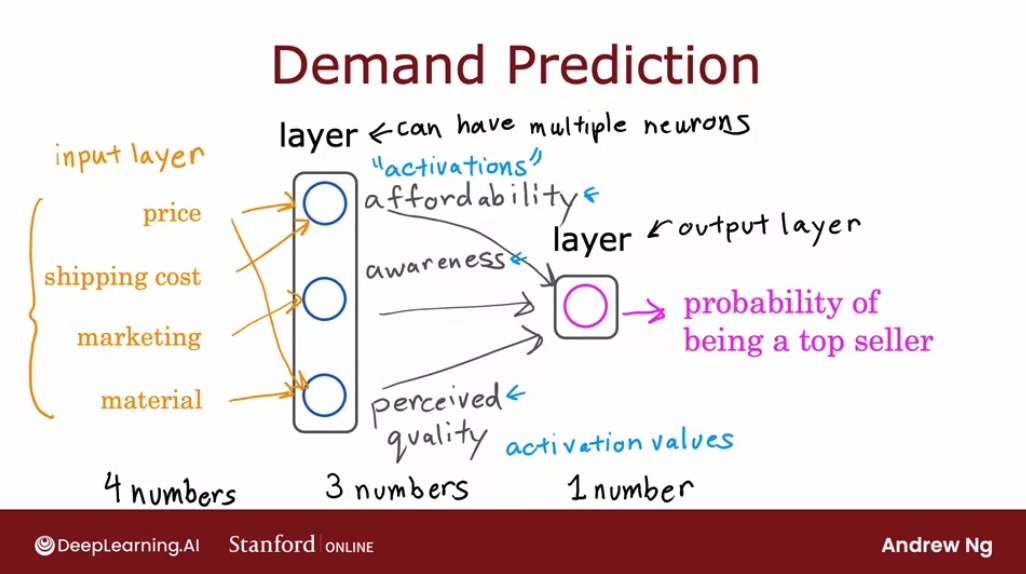 Demand Prediction
layer ← can have multiple neurons
input layer
"activations"
price
affordability
shipping cost
awareness
layer ← output layer
marketing
probability of
being a top seller
material
perceived
quality
activation values
4 numbers
3 numbers
1 number
DeepLearning.AI
Stanford | ONLINE
Andrew Ng